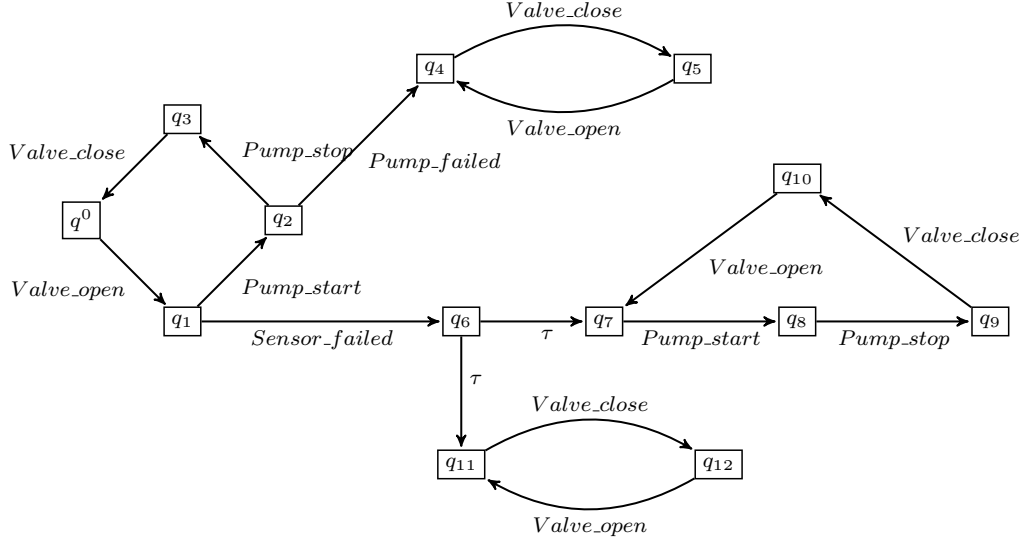 Valve_close
q4
q5
Valve_open
q3
Valve_close
Pump_stop
Pump_failed
q⁰
q2
Valve_open
Pump_start
q1
Sensor_failed
q6
τ
q7
Pump_start
q8
Pump_stop
q9
q10
Valve_close
Valve_open
τ
Valve_close
q11
q12
Valve_open